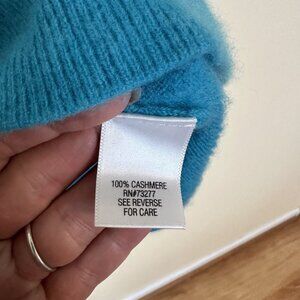 100% CASHMERE
RN#73277
SEE REVERSE
FOR CARE